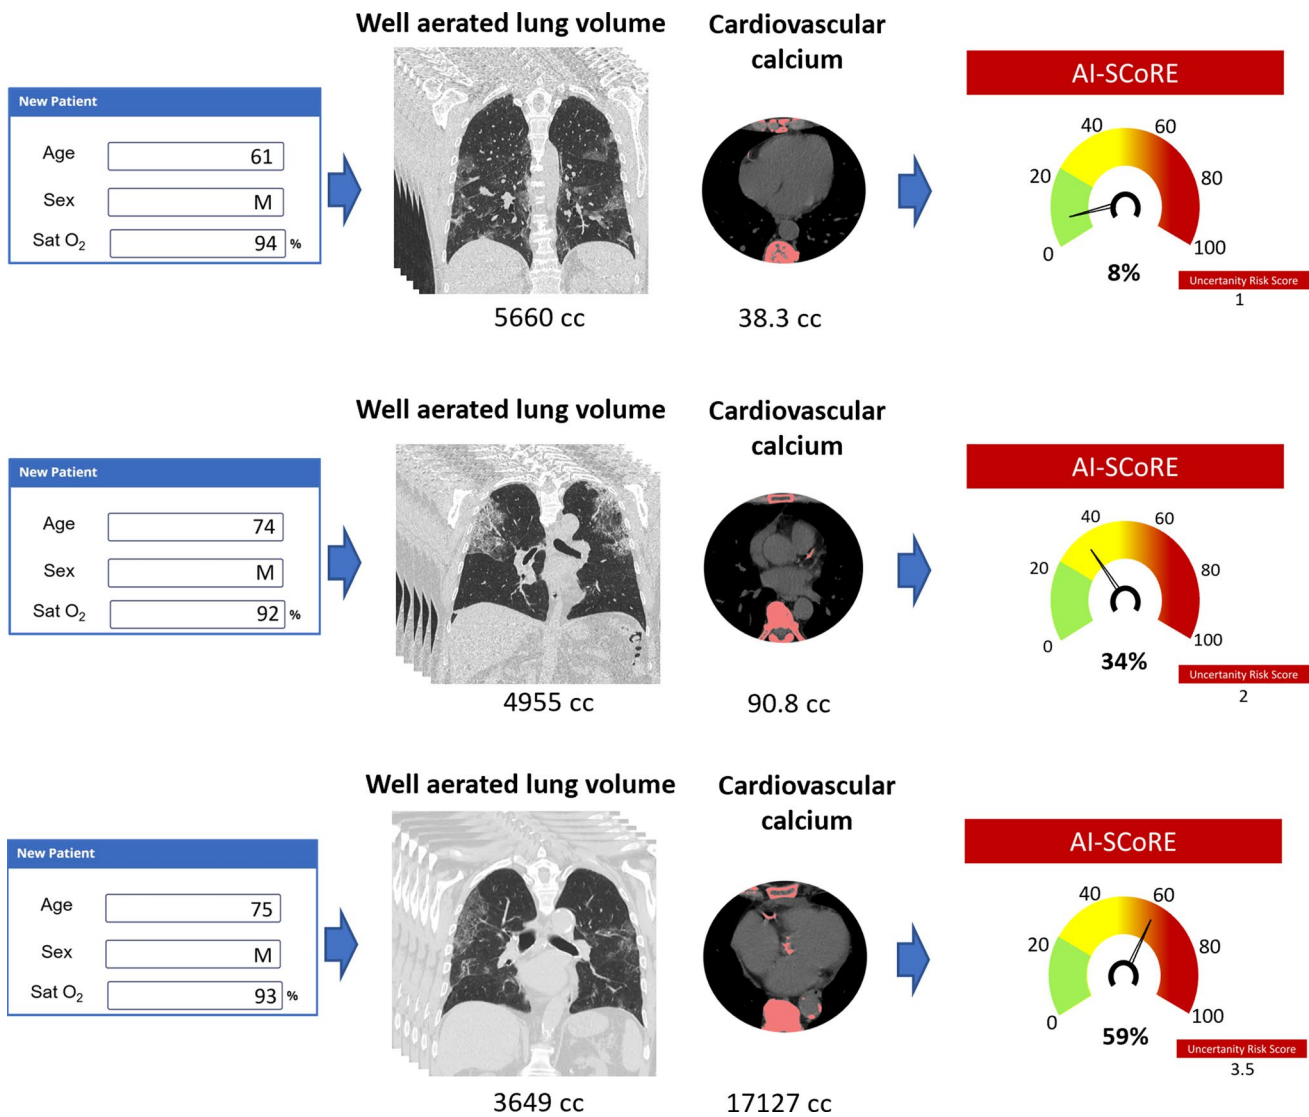 Well aerated lung volume
Cardiovascular
calcium
AI-SCoRE
New Patient
Age 61
Sex M
Sat O2 94 %
5660 cc
38.3 cc
0
20
40
60
80
100
8%
Uncertanity Risk Score
1
Well aerated lung volume
Cardiovascular
calcium
AI-SCoRE
New Patient
Age 74
Sex M
Sat O2 92 %
4955 cc
90.8 cc
0
20
40
60
80
100
34%
Uncertanity Risk Score
2
Well aerated lung volume
Cardiovascular
calcium
AI-SCoRE
New Patient
Age 75
Sex M
Sat O2 93 %
3649 cc
17127 cc
0
20
40
60
80
100
59%
Uncertanity Risk Score
3.5